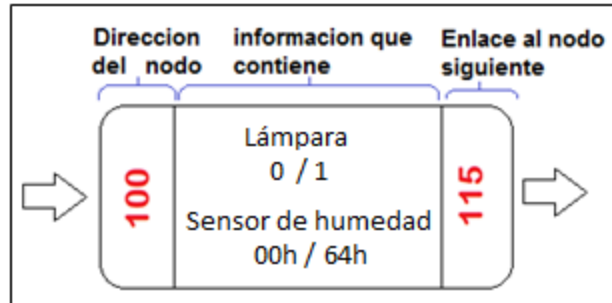 Direccion del nodo
informacion que contiene
Enlace al nodo siguiente
100
Lámpara
0 / 1
Sensor de humedad
00h / 64h
115